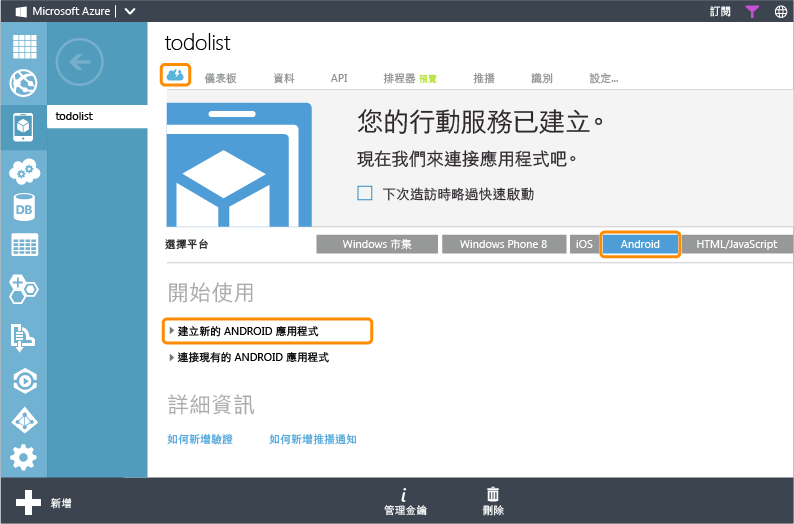 Microsoft Azure 訂閱
todolist
儀表板 資料 API 排程器 預覽 推播 識別 設定...
todolist
您的行動服務已建立。
現在我們來連接應用程式吧。
下次造訪時略過快速啟動
DB
選擇平台 Windows 市集 Windows Phone 8 iOS Android HTML/JavaScript
開始使用
建立新的 ANDROID 應用程式
連接現有的 ANDROID 應用程式
詳細資訊
如何新增驗證 如何新增推播通知
新增 管理金鑰 刪除